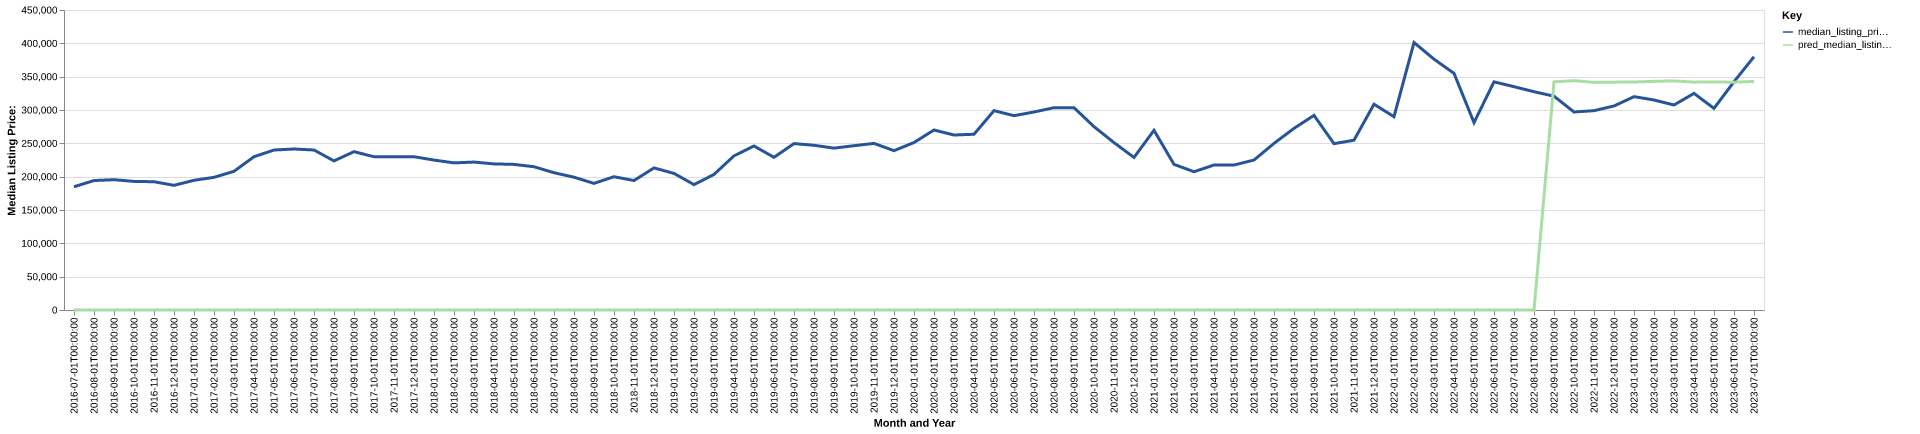 Key
median_listing_pri…
pred_median_listin…
Median Listing Price:
450,000
400,000
350,000
300,000
250,000
200,000
150,000
100,000
50,000
0
2016-07-01T00:00:00
2016-08-01T00:00:00
2016-09-01T00:00:00
2016-10-01T00:00:00
2016-11-01T00:00:00
2016-12-01T00:00:00
2017-01-01T00:00:00
2017-02-01T00:00:00
2017-03-01T00:00:00
2017-04-01T00:00:00
2017-05-01T00:00:00
2017-06-01T00:00:00
2017-07-01T00:00:00
2017-08-01T00:00:00
2017-09-01T00:00:00
2017-10-01T00:00:00
2017-11-01T00:00:00
2017-12-01T00:00:00
2018-01-01T00:00:00
2018-02-01T00:00:00
2018-03-01T00:00:00
2018-04-01T00:00:00
2018-05-01T00:00:00
2018-06-01T00:00:00
2018-07-01T00:00:00
2018-08-01T00:00:00
2018-09-01T00:00:00
2018-10-01T00:00:00
2018-11-01T00:00:00
2018-12-01T00:00:00
2019-01-01T00:00:00
2019-02-01T00:00:00
2019-03-01T00:00:00
2019-04-01T00:00:00
2019-05-01T00:00:00
2019-06-01T00:00:00
2019-07-01T00:00:00
2019-08-01T00:00:00
2019-09-01T00:00:00
2019-10-01T00:00:00
2019-11-01T00:00:00
2019-12-01T00:00:00
2020-01-01T00:00:00
2020-02-01T00:00:00
2020-03-01T00:00:00
2020-04-01T00:00:00
2020-05-01T00:00:00
2020-06-01T00:00:00
2020-07-01T00:00:00
2020-08-01T00:00:00
2020-09-01T00:00:00
2020-10-01T00:00:00
2020-11-01T00:00:00
2020-12-01T00:00:00
2021-01-01T00:00:00
2021-02-01T00:00:00
2021-03-01T00:00:00
2021-04-01T00:00:00
2021-05-01T00:00:00
2021-06-01T00:00:00
2021-07-01T00:00:00
2021-08-01T00:00:00
2021-09-01T00:00:00
2021-10-01T00:00:00
2021-11-01T00:00:00
2021-12-01T00:00:00
2022-01-01T00:00:00
2022-02-01T00:00:00
2022-03-01T00:00:00
2022-04-01T00:00:00
2022-05-01T00:00:00
2022-06-01T00:00:00
2022-07-01T00:00:00
2022-08-01T00:00:00
2022-09-01T00:00:00
2022-10-01T00:00:00
2022-11-01T00:00:00
2022-12-01T00:00:00
2023-01-01T00:00:00
2023-02-01T00:00:00
2023-03-01T00:00:00
2023-04-01T00:00:00
2023-05-01T00:00:00
2023-06-01T00:00:00
2023-07-01T00:00:00
Month and Year